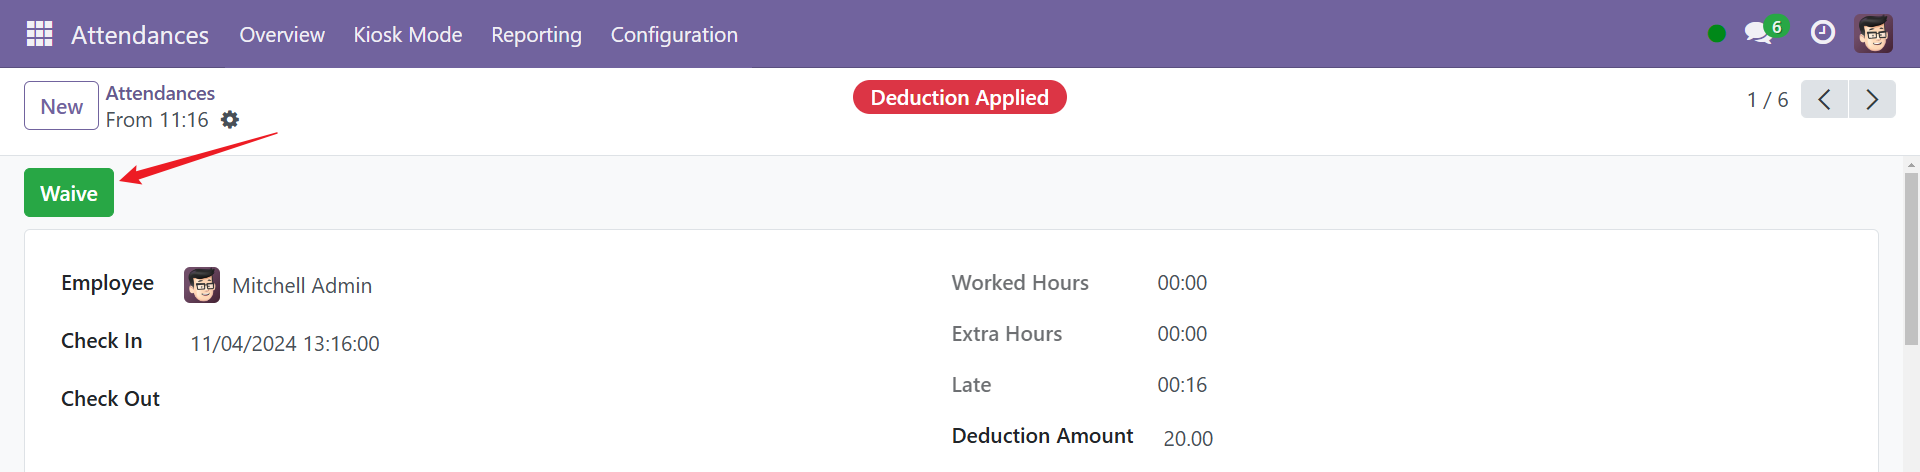 Attendances Overview Kiosk Mode Reporting Configuration 6
New Attendances Deduction Applied 1 / 6
From 11:16
Waive
Employee Mitchell Admin Worked Hours 00:00
Check In 11/04/2024 13:16:00 Extra Hours 00:00
Late 00:16
Check Out
Deduction Amount 20.00